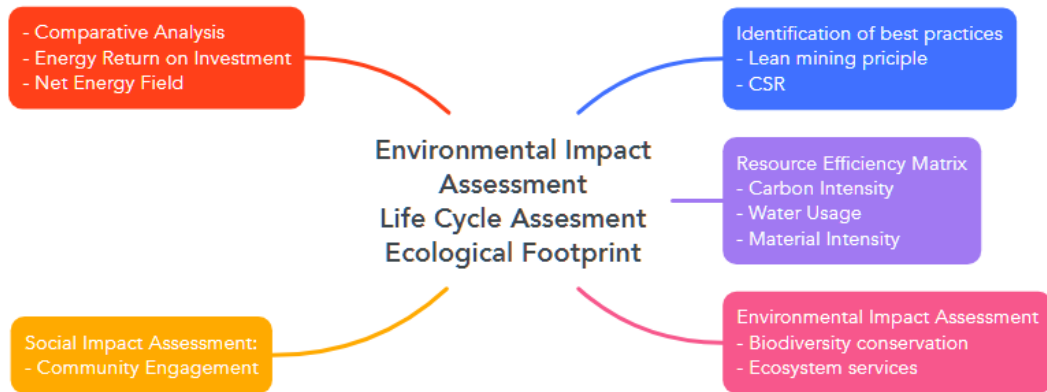 - Comparative Analysis
- Energy Return on Investment
- Net Energy Field
Identification of best practices
- Lean mining priciple
- CSR
Environmental Impact
Assessment
Life Cycle Assesment
Ecological Footprint
Resource Efficiency Matrix
- Carbon Intensity
- Water Usage
- Material Intensity
Social Impact Assessment:
- Community Engagement
Environmental Impact Assessment
- Biodiversity conservation
- Ecosystem services